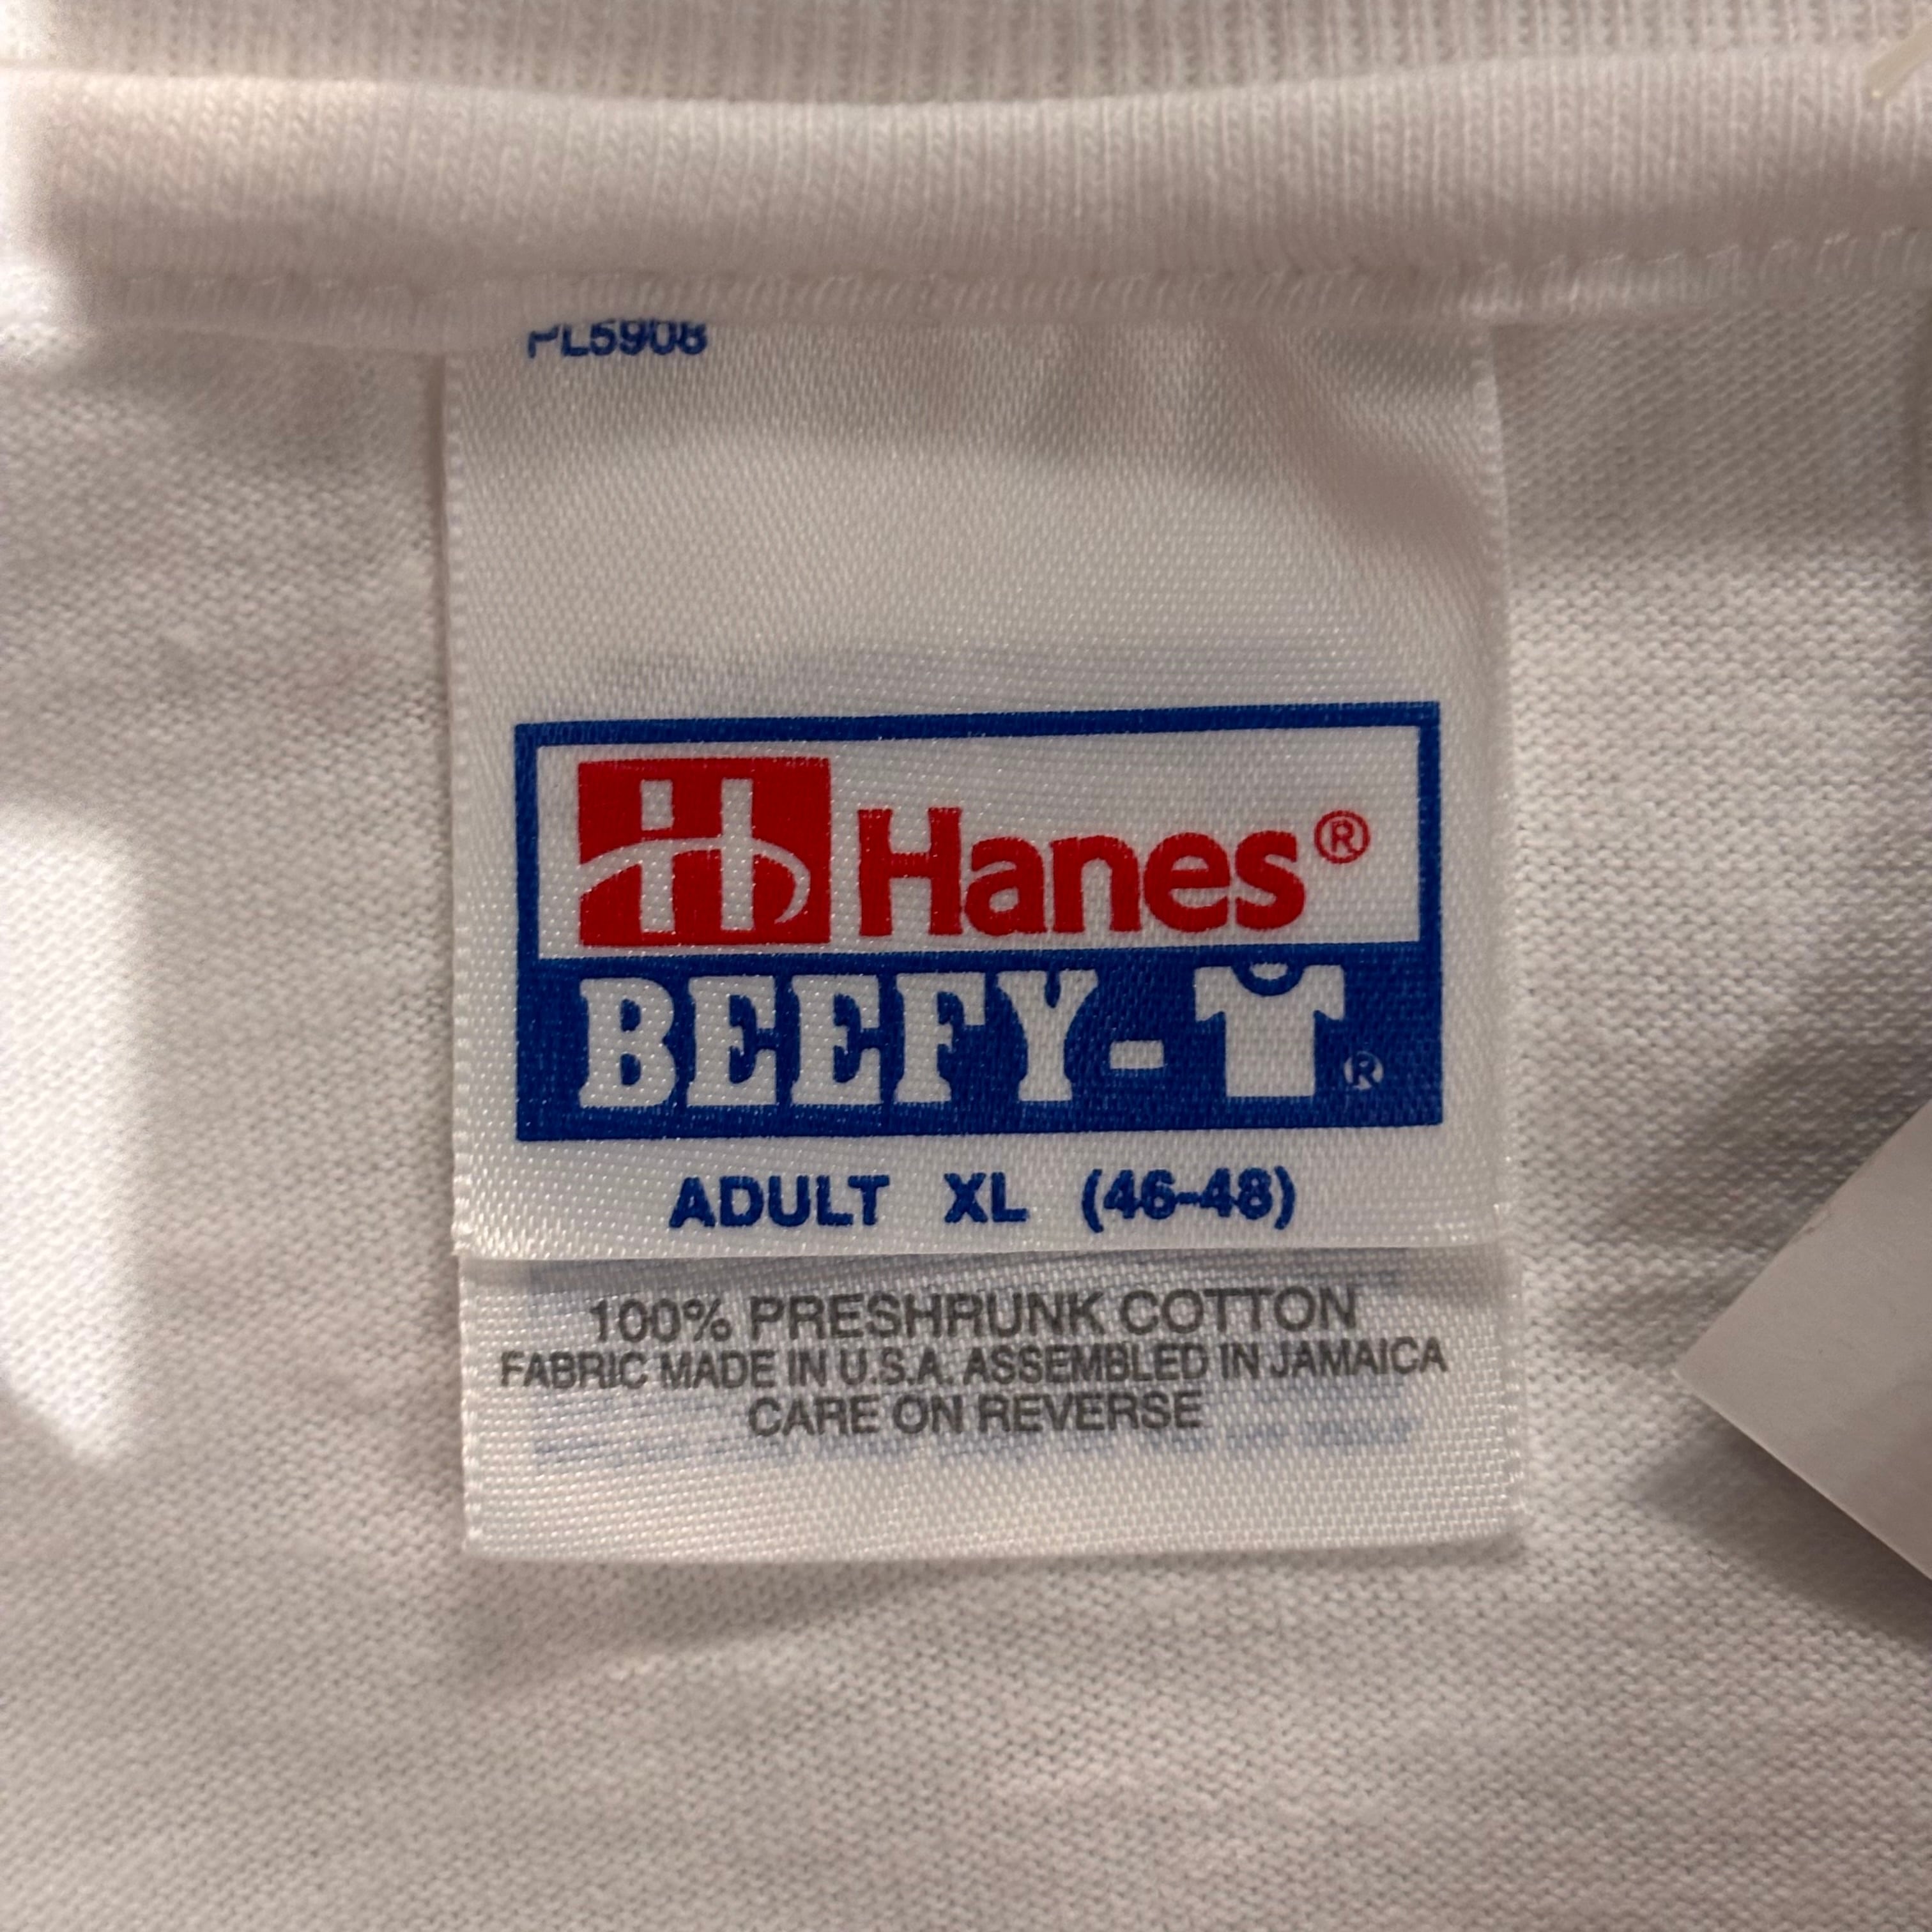 PL5908
Hanes®
BEEFY-T®
ADULT XL (46-48)
100% PRESHRUNK COTTON
FABRIC MADE IN U.S.A. ASSEMBLED IN JAMAICA
CARE ON REVERSE